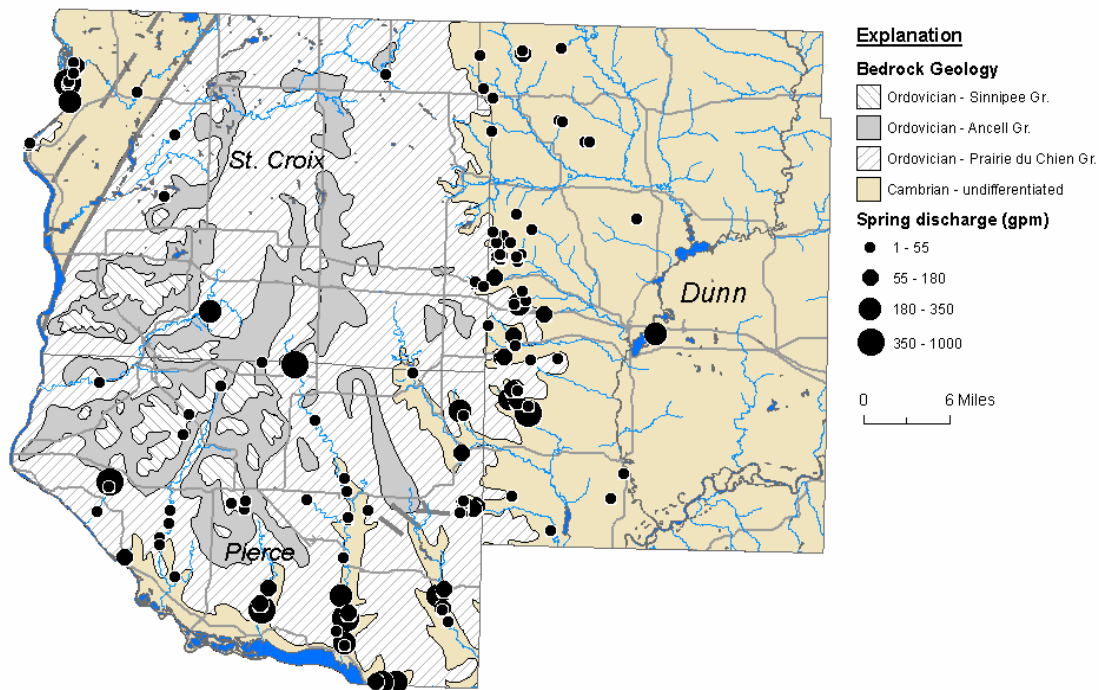 St. Croix
Dunn
Pierce
Explanation
Bedrock Geology
Ordovician - Sinnipee Gr.
Ordovician - Ancell Gr.
Ordovician - Prairie du Chien Gr.
Cambrian - undifferentiated
Spring discharge (gpm)
1 - 55
55 - 180
180 - 350
350 - 1000
0 6 Miles